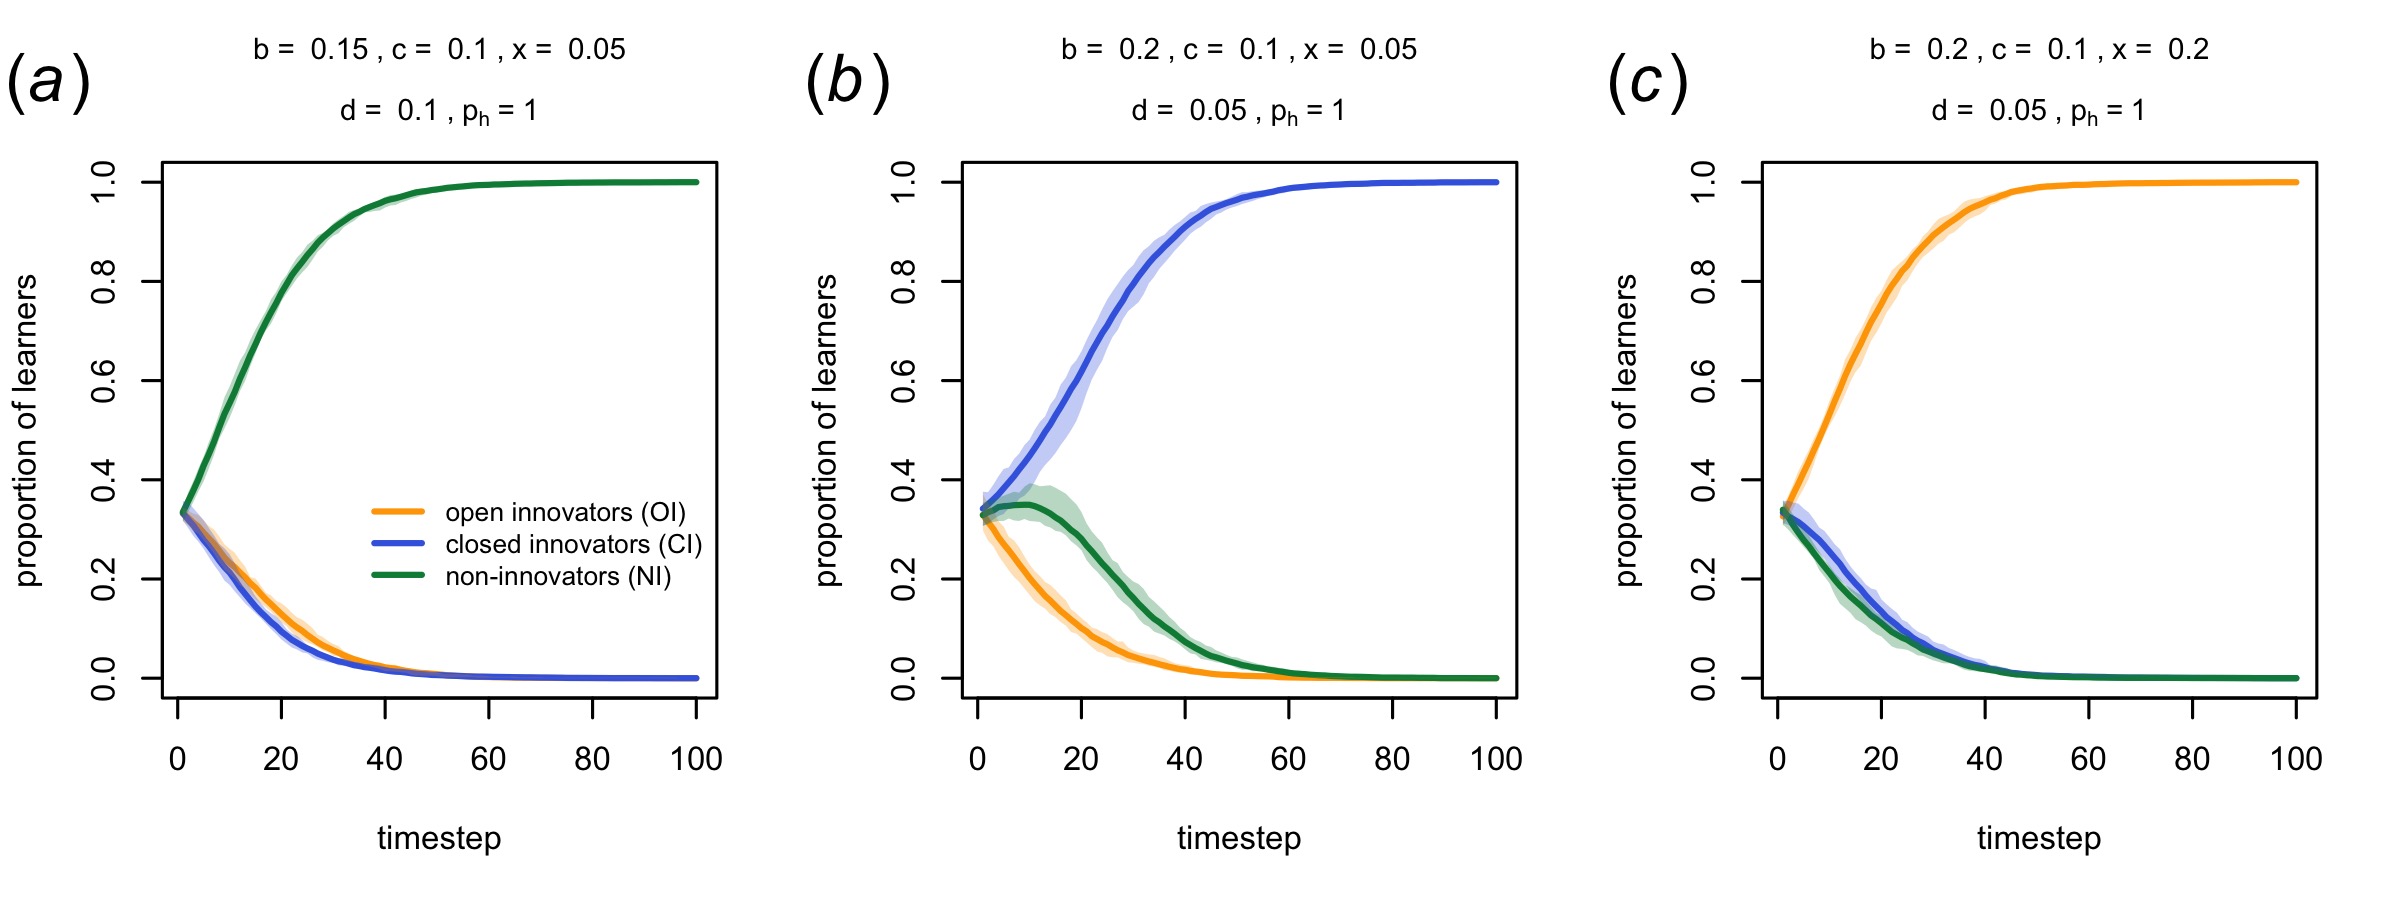 (a)
b = 0.15 , c = 0.1 , x = 0.05
d = 0.1 , ph = 1
proportion of learners
1.0
0.8
0.6
0.4
0.2
0.0
open innovators (OI)
closed innovators (CI)
non-innovators (NI)
0 20 40 60 80 100
timestep
(b)
b = 0.2 , c = 0.1 , x = 0.05
d = 0.05 , ph = 1
proportion of learners
1.0
0.8
0.6
0.4
0.2
0.0
0 20 40 60 80 100
timestep
(c)
b = 0.2 , c = 0.1 , x = 0.2
d = 0.05 , ph = 1
proportion of learners
1.0
0.8
0.6
0.4
0.2
0.0
0 20 40 60 80 100
timestep